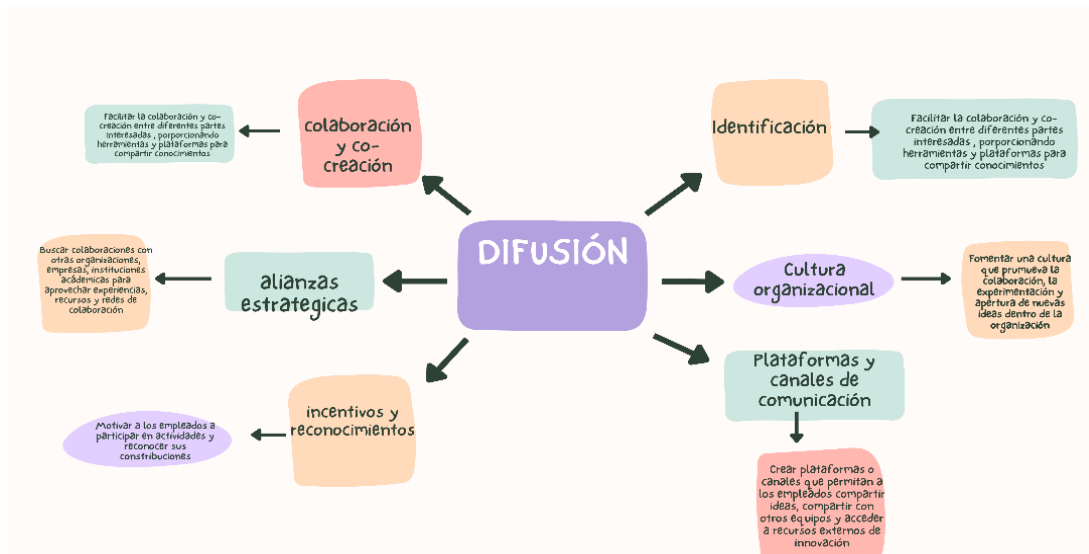 DIFUSIÓN
colaboración
y co-
creación
Facilitar la colaboración y co-
creación entre diferentes partes
interesadas , porporcionando
herramientas y plataformas para
compartir conocimientos
Identificación
Facilitar la colaboración y co-
creación entre diferentes partes
interesadas , porporcionando
herramientas y plataformas para
compartir conocimientos
alianzas
estrategicas
Buscar colaboraciones con
otras organizaciones,
empresas, instituciones
académicas para
aprovechar experiencias,
recursos y redes de
colaboración
Cultura
organizacional
Fomentar una cultura
que promueva la
colaboración, la
experimentación y
apertura de nuevas
ideas dentro de la
organización
incentivos y
reconocimientos
Motivar a los empleados a
participar en actividades y
reconocer sus
constribuciones
Plataformas y
canales de
comunicación
Crear plataformas o
canales que permitan a
los empleados compartir
ideas, compartir con
otros equipos y acceder
a recursos externos de
innovación